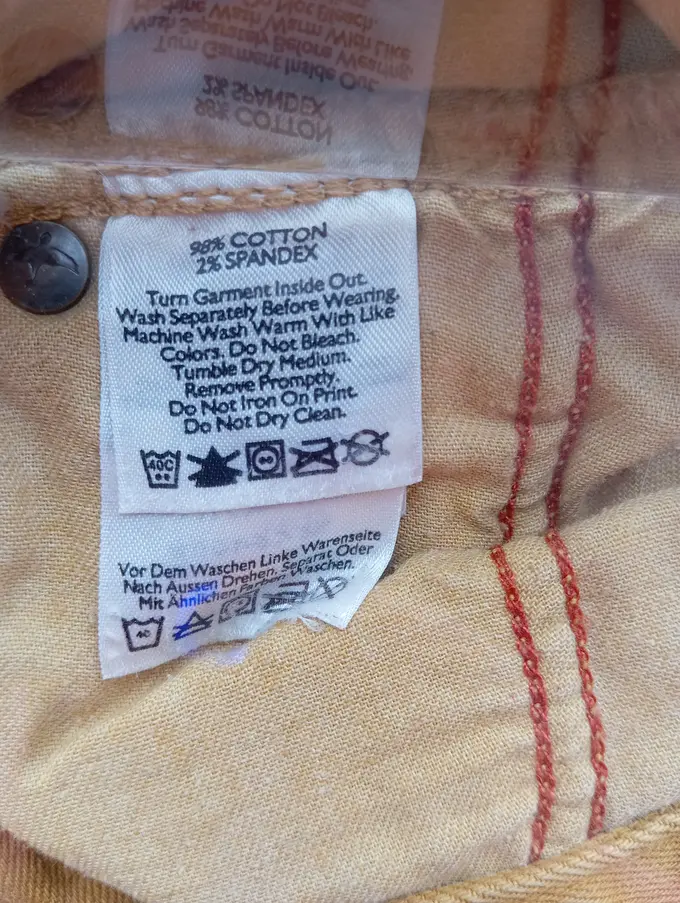 Turn Garment Inside Out.
2% SPANDEX
98% COTTON
98% COTTON
2% SPANDEX
Turn Garment Inside Out.
Wash Separately Before Wearing.
Machine Wash Warm With Like
Colors. Do Not Bleach.
Tumble Dry Medium.
Remove Promptly.
Do Not Iron On Print.
Do Not Dry Clean.
40C
Vor Dem Waschen Linke Warenseite
Nach Aussen Drehen. Separat Oder
Mit Ähnlichen Farben Waschen.
40